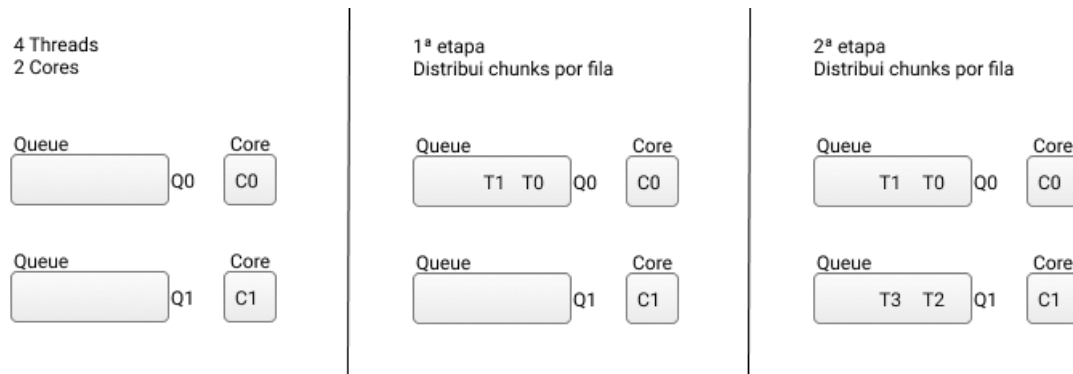 4 Threads
2 Cores
Queue Core
Q0 C0
Queue Core
Q1 C1
1ª etapa
Distribui chunks por fila
Queue Core
T1 T0 Q0 C0
Queue Core
Q1 C1
2ª etapa
Distribui chunks por fila
Queue Core
T1 T0 Q0 C0
Queue Core
T3 T2 Q1 C1